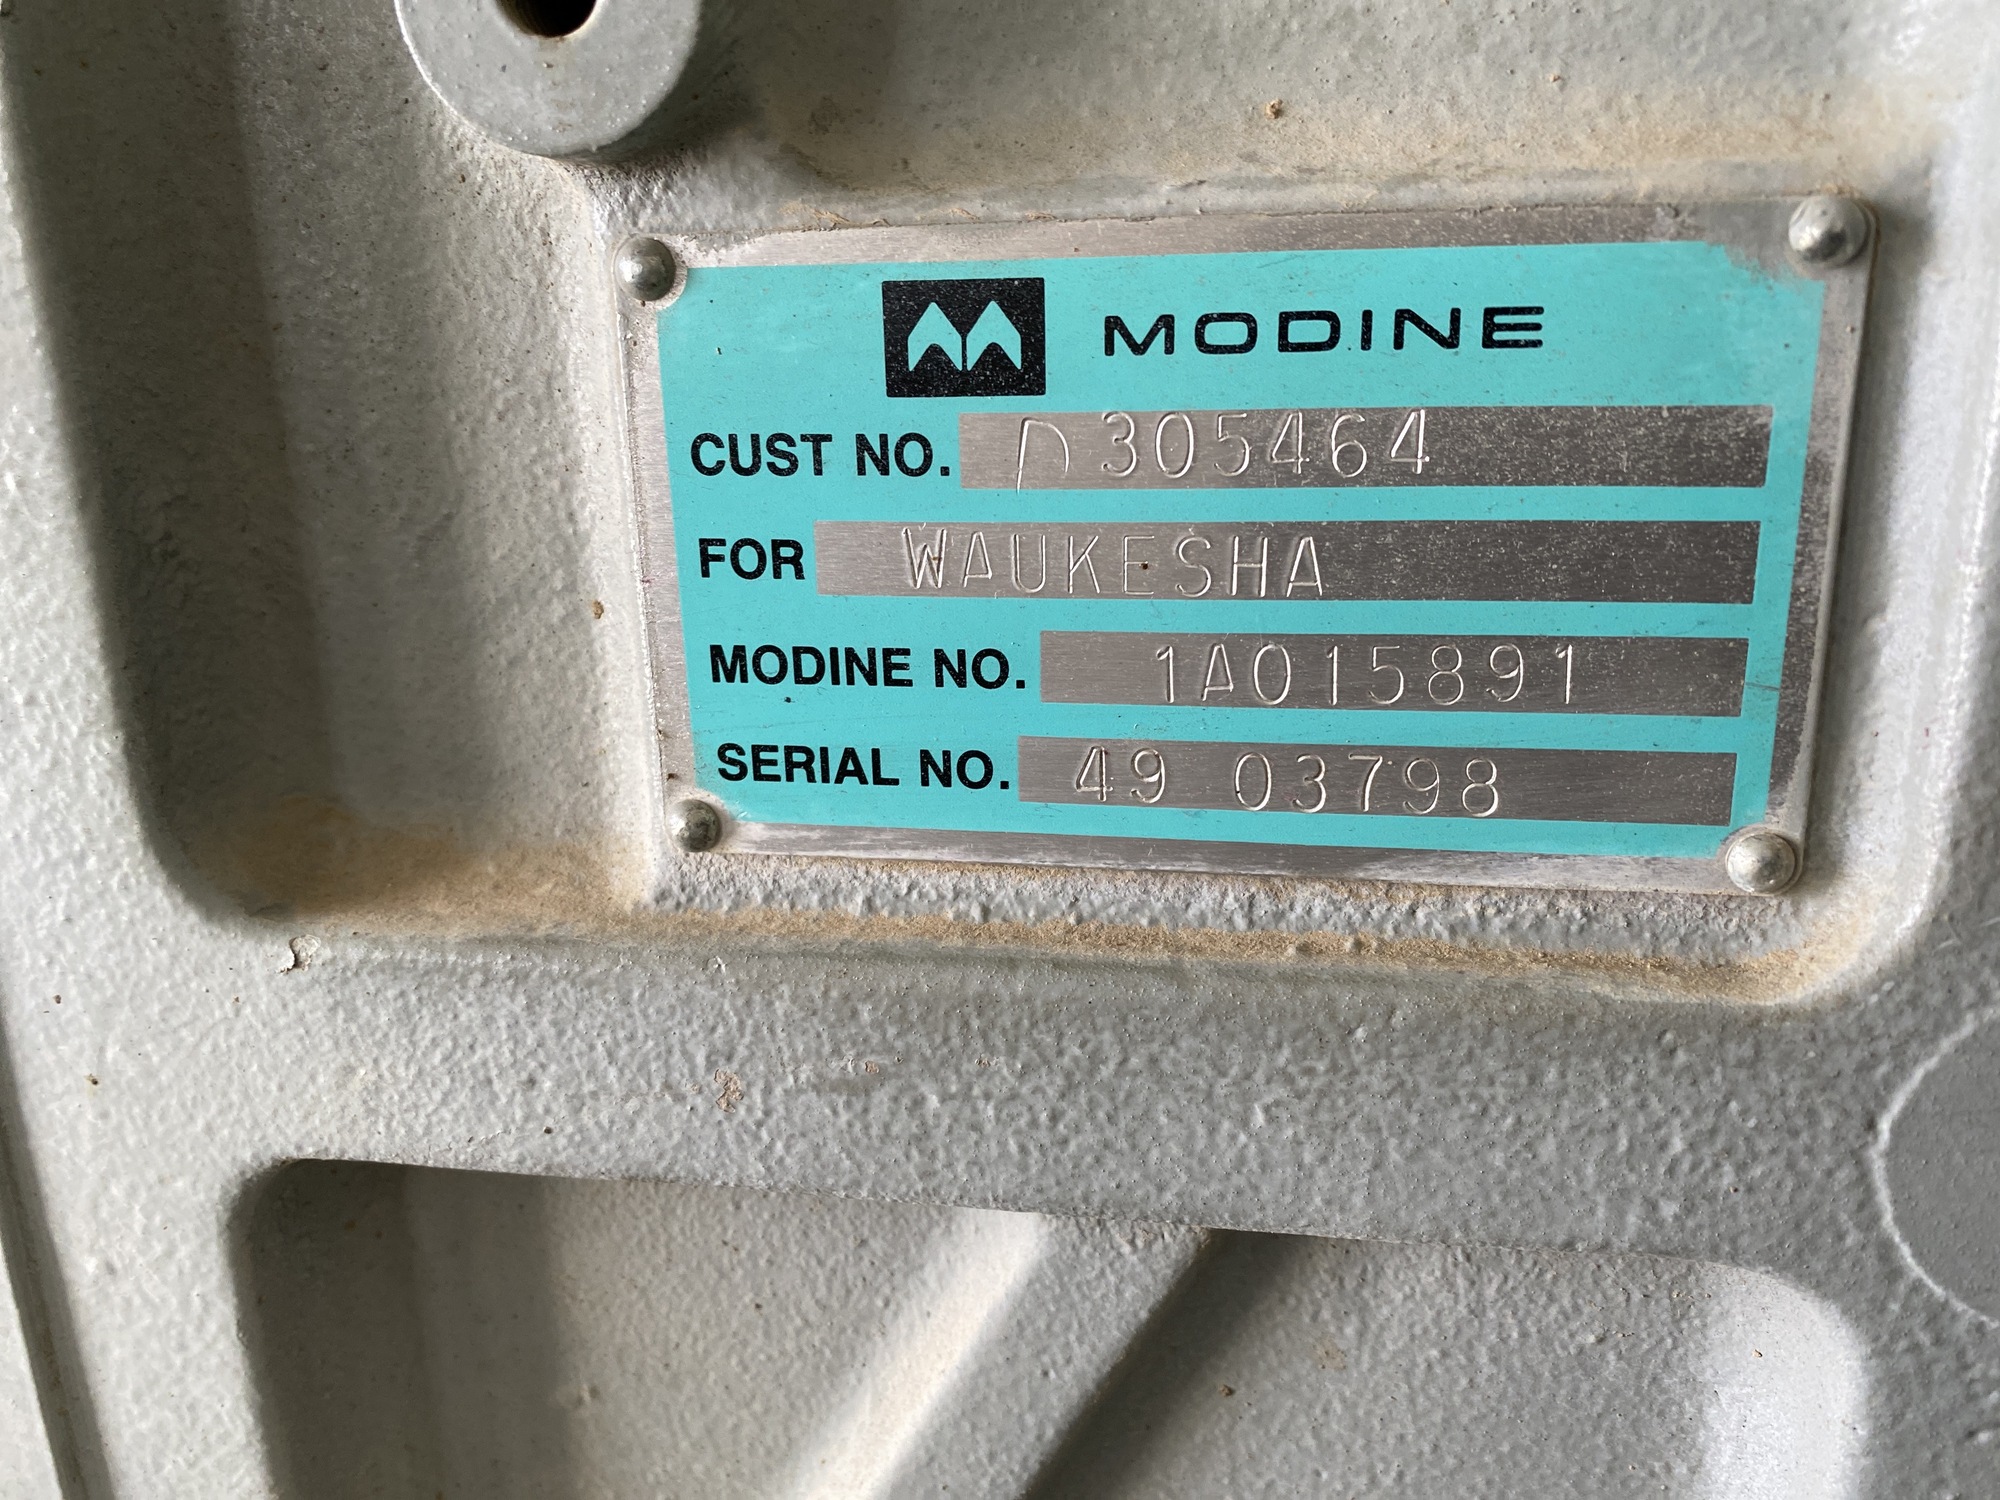 MODINE
CUST NO. D305464
FOR WAUKESHA
MODINE NO. 1A015891
SERIAL NO. 49 03798